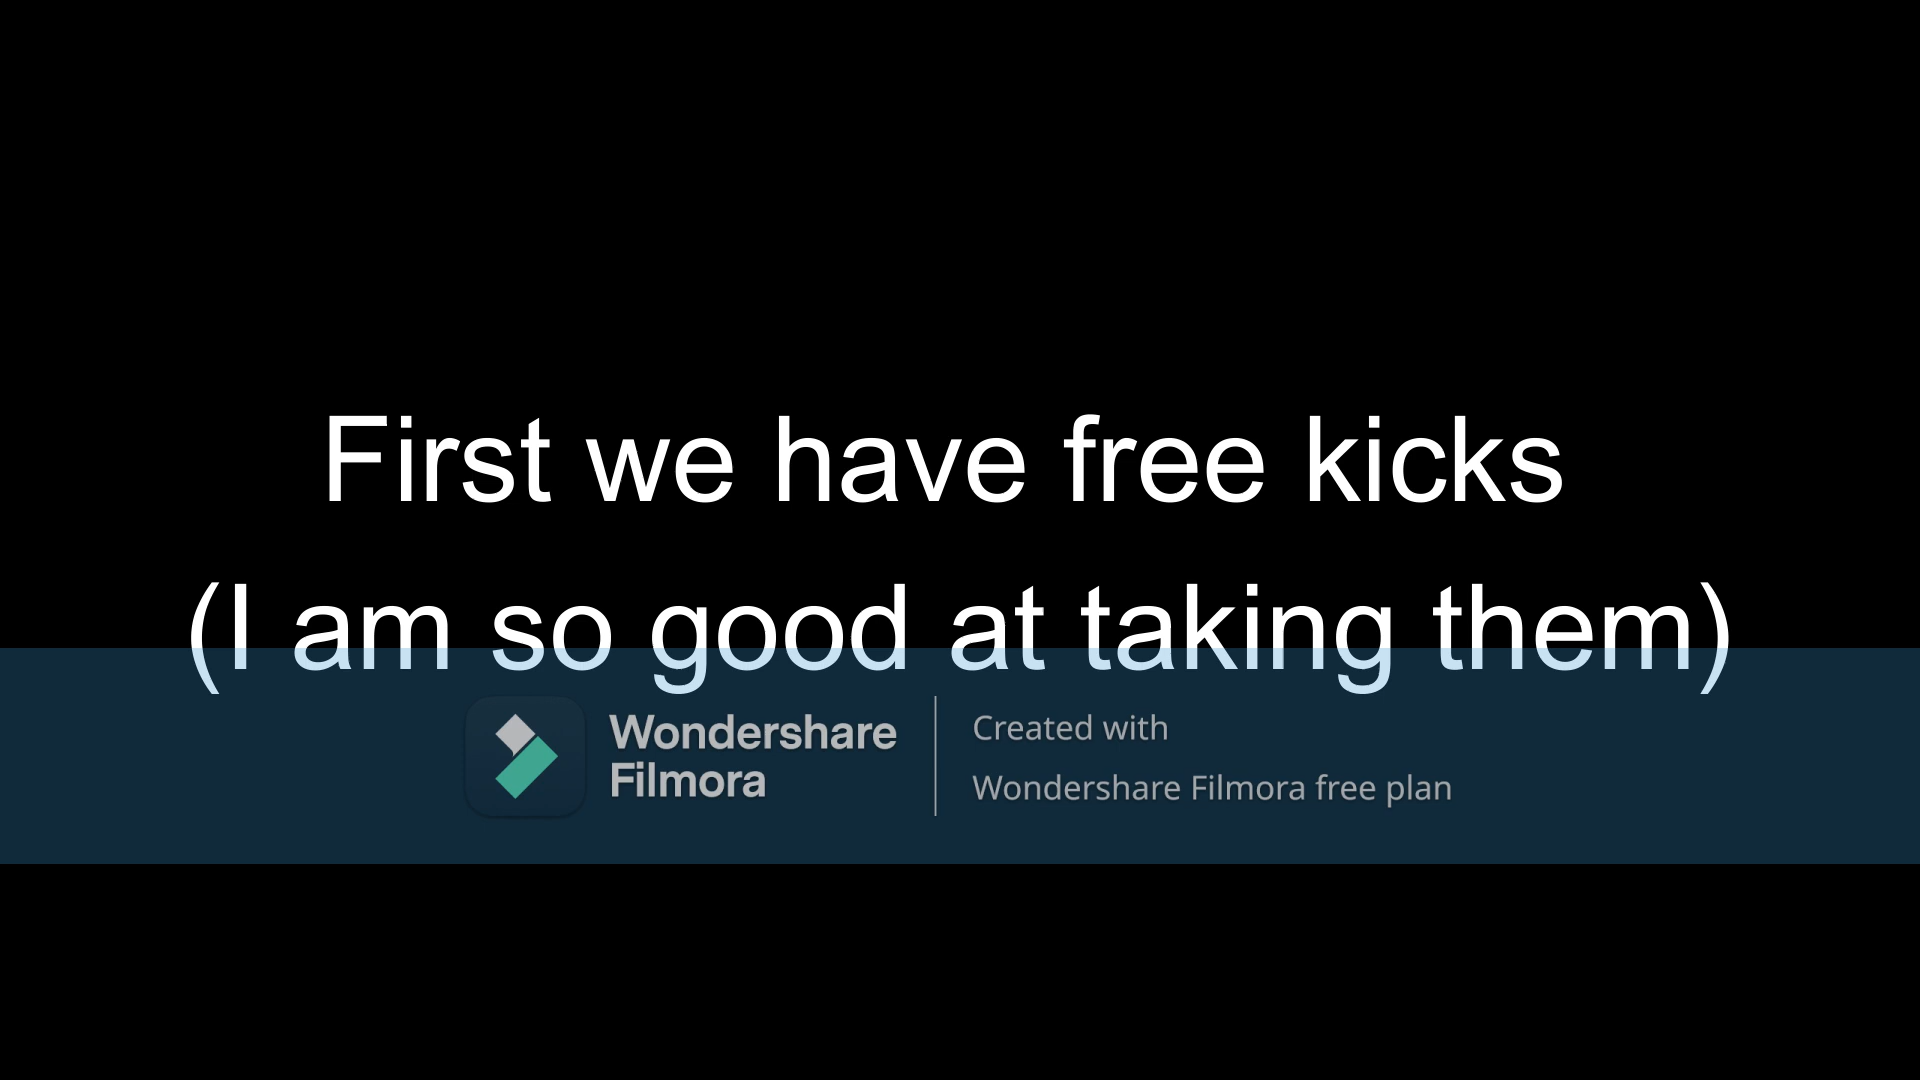 First we have free kicks
(I am so good at taking them)
Wondershare
Filmora
Created with
Wondershare Filmora free plan